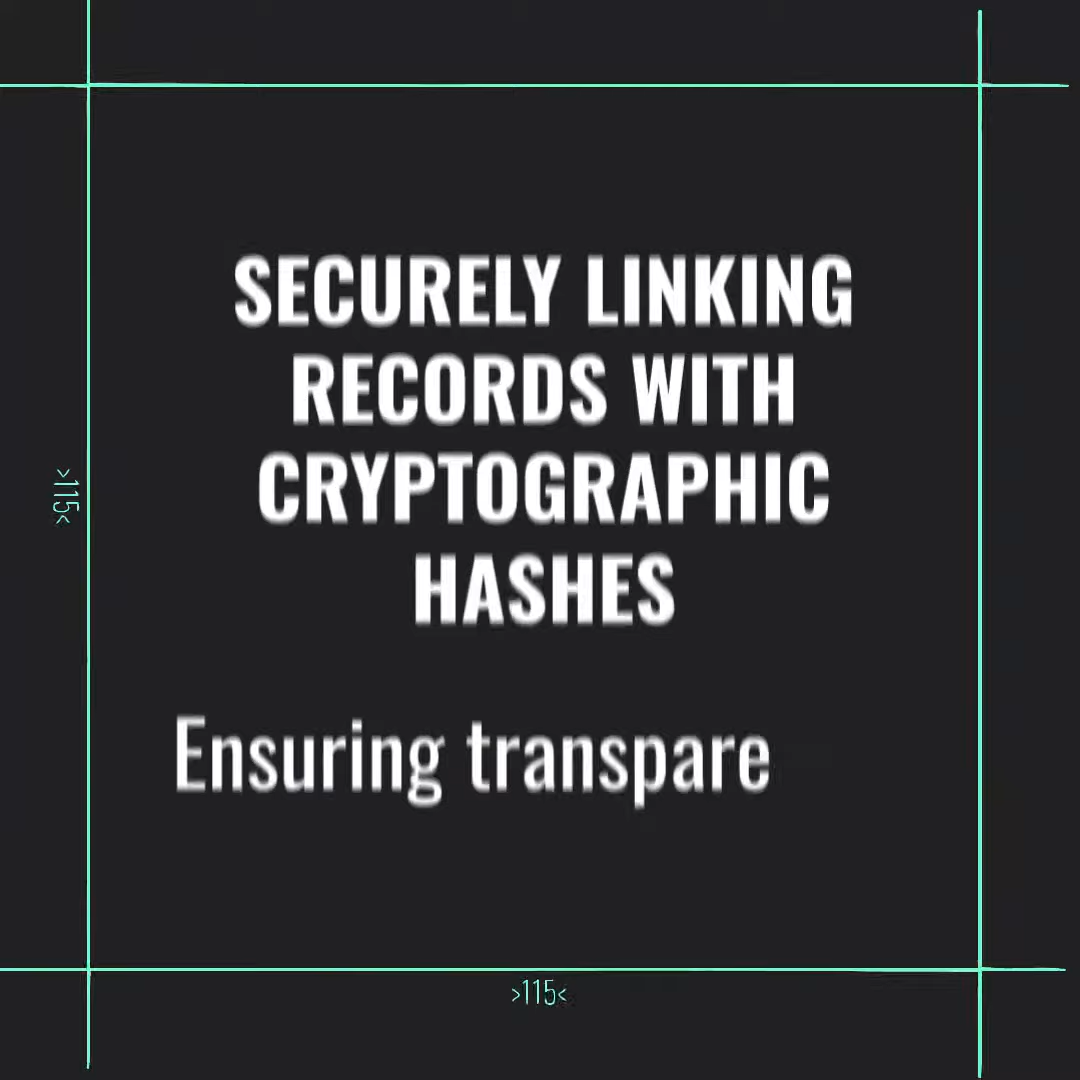 SECURELY LINKING
RECORDS WITH
CRYPTOGRAPHIC
HASHES
Ensuring transpare
>115<
>115<